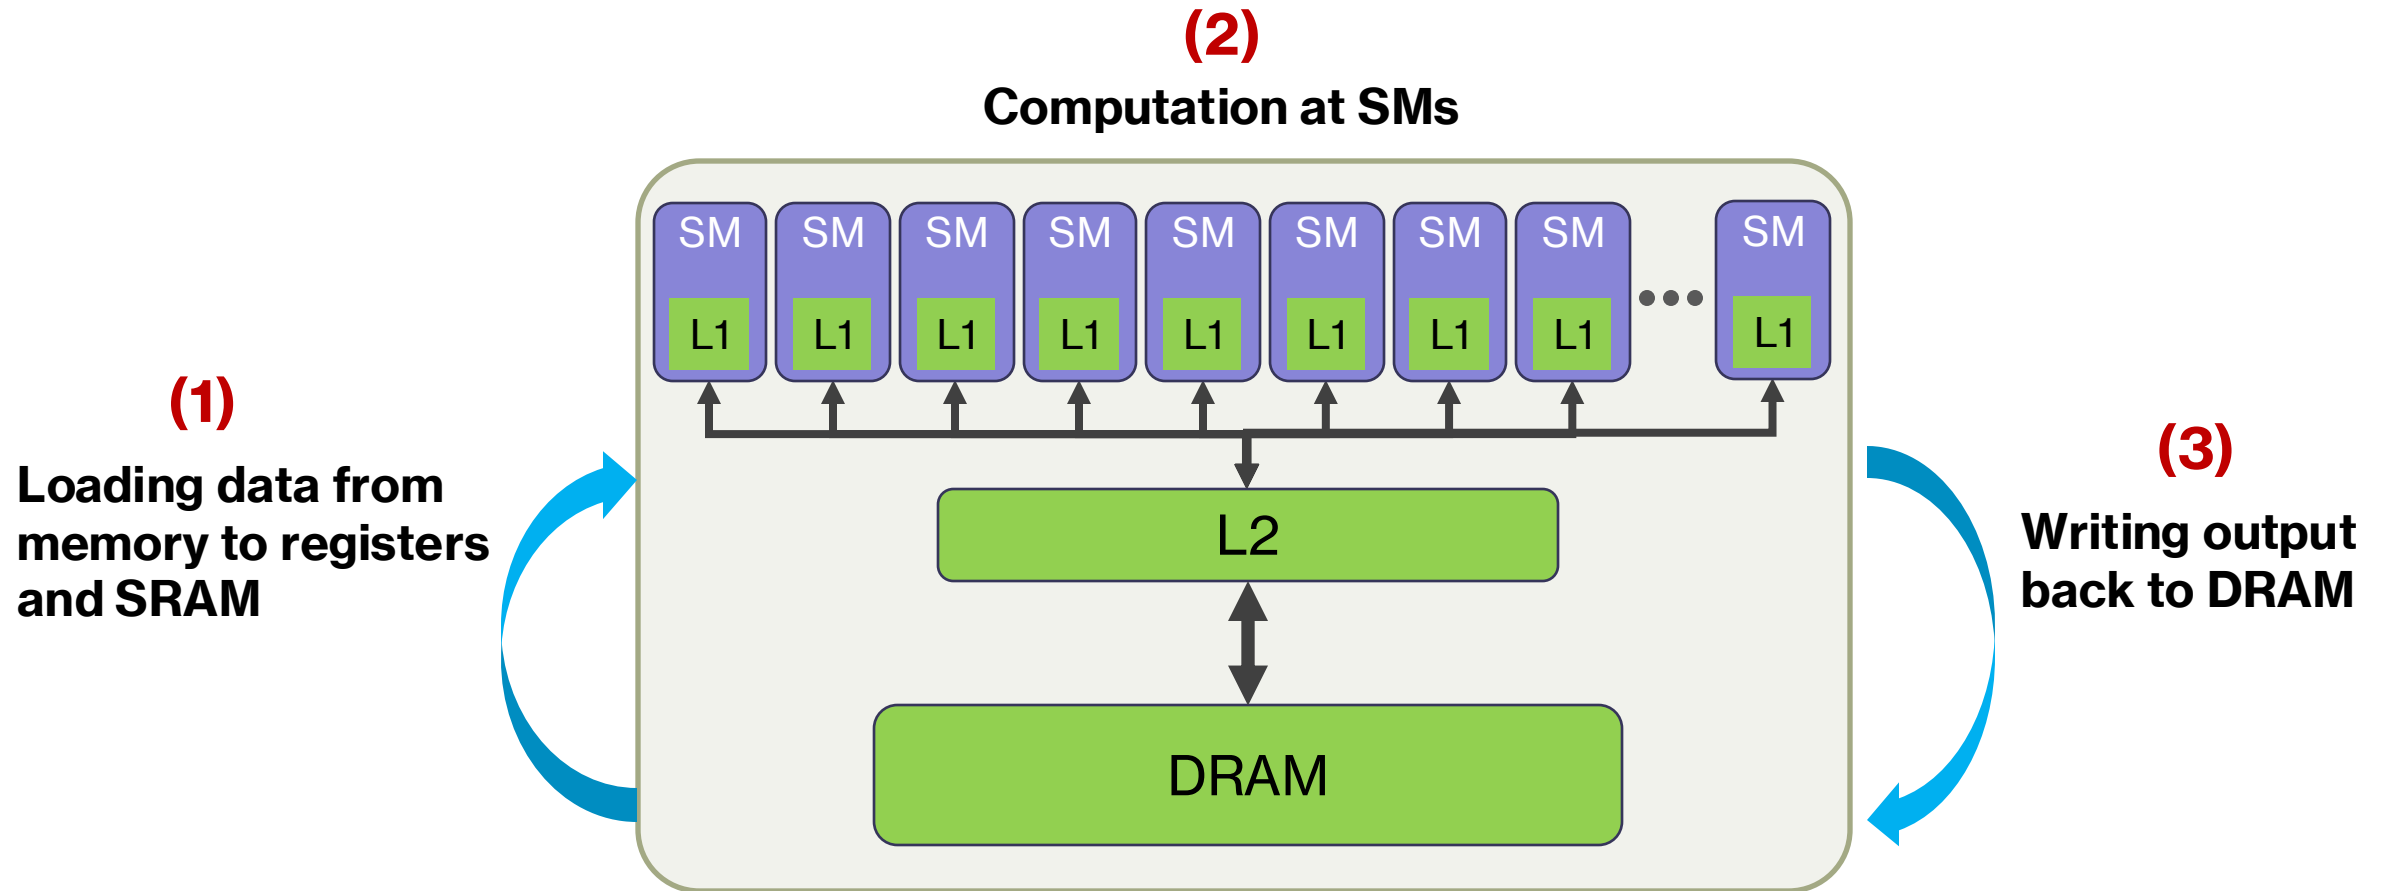 (2)
Computation at SMs
SM SM SM SM SM SM SM SM SM
L1 L1 L1 L1 L1 L1 L1 L1 L1
(1)
Loading data from
memory to registers
and SRAM
L2
DRAM
(3)
Writing output
back to DRAM